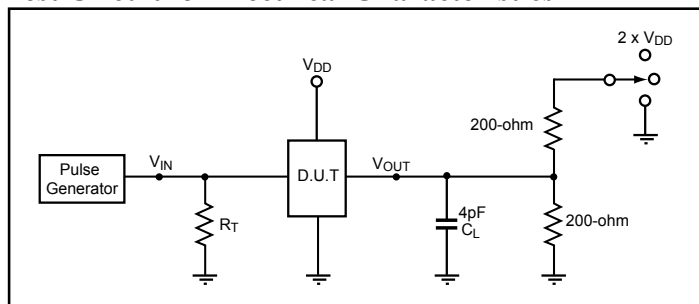 2 x VDD
VDD
200-ohm
Pulse
Generator
VIN
D.U.T
VOUT
RT
4pF
CL
200-ohm